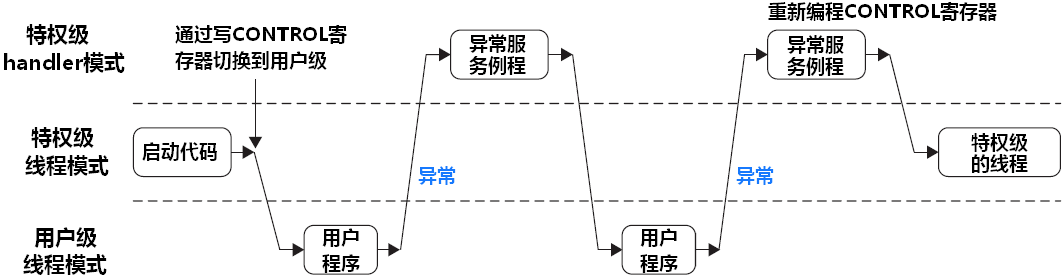 特权级
handler模式
通过写CONTROL寄
存器切换到用户级
异常服
务例程
重新编程CONTROL寄存器
异常服
务例程
特权级
线程模式
启动代码
异常
异常
特权级
的线程
用户级
线程模式
用户
程序
用户
程序